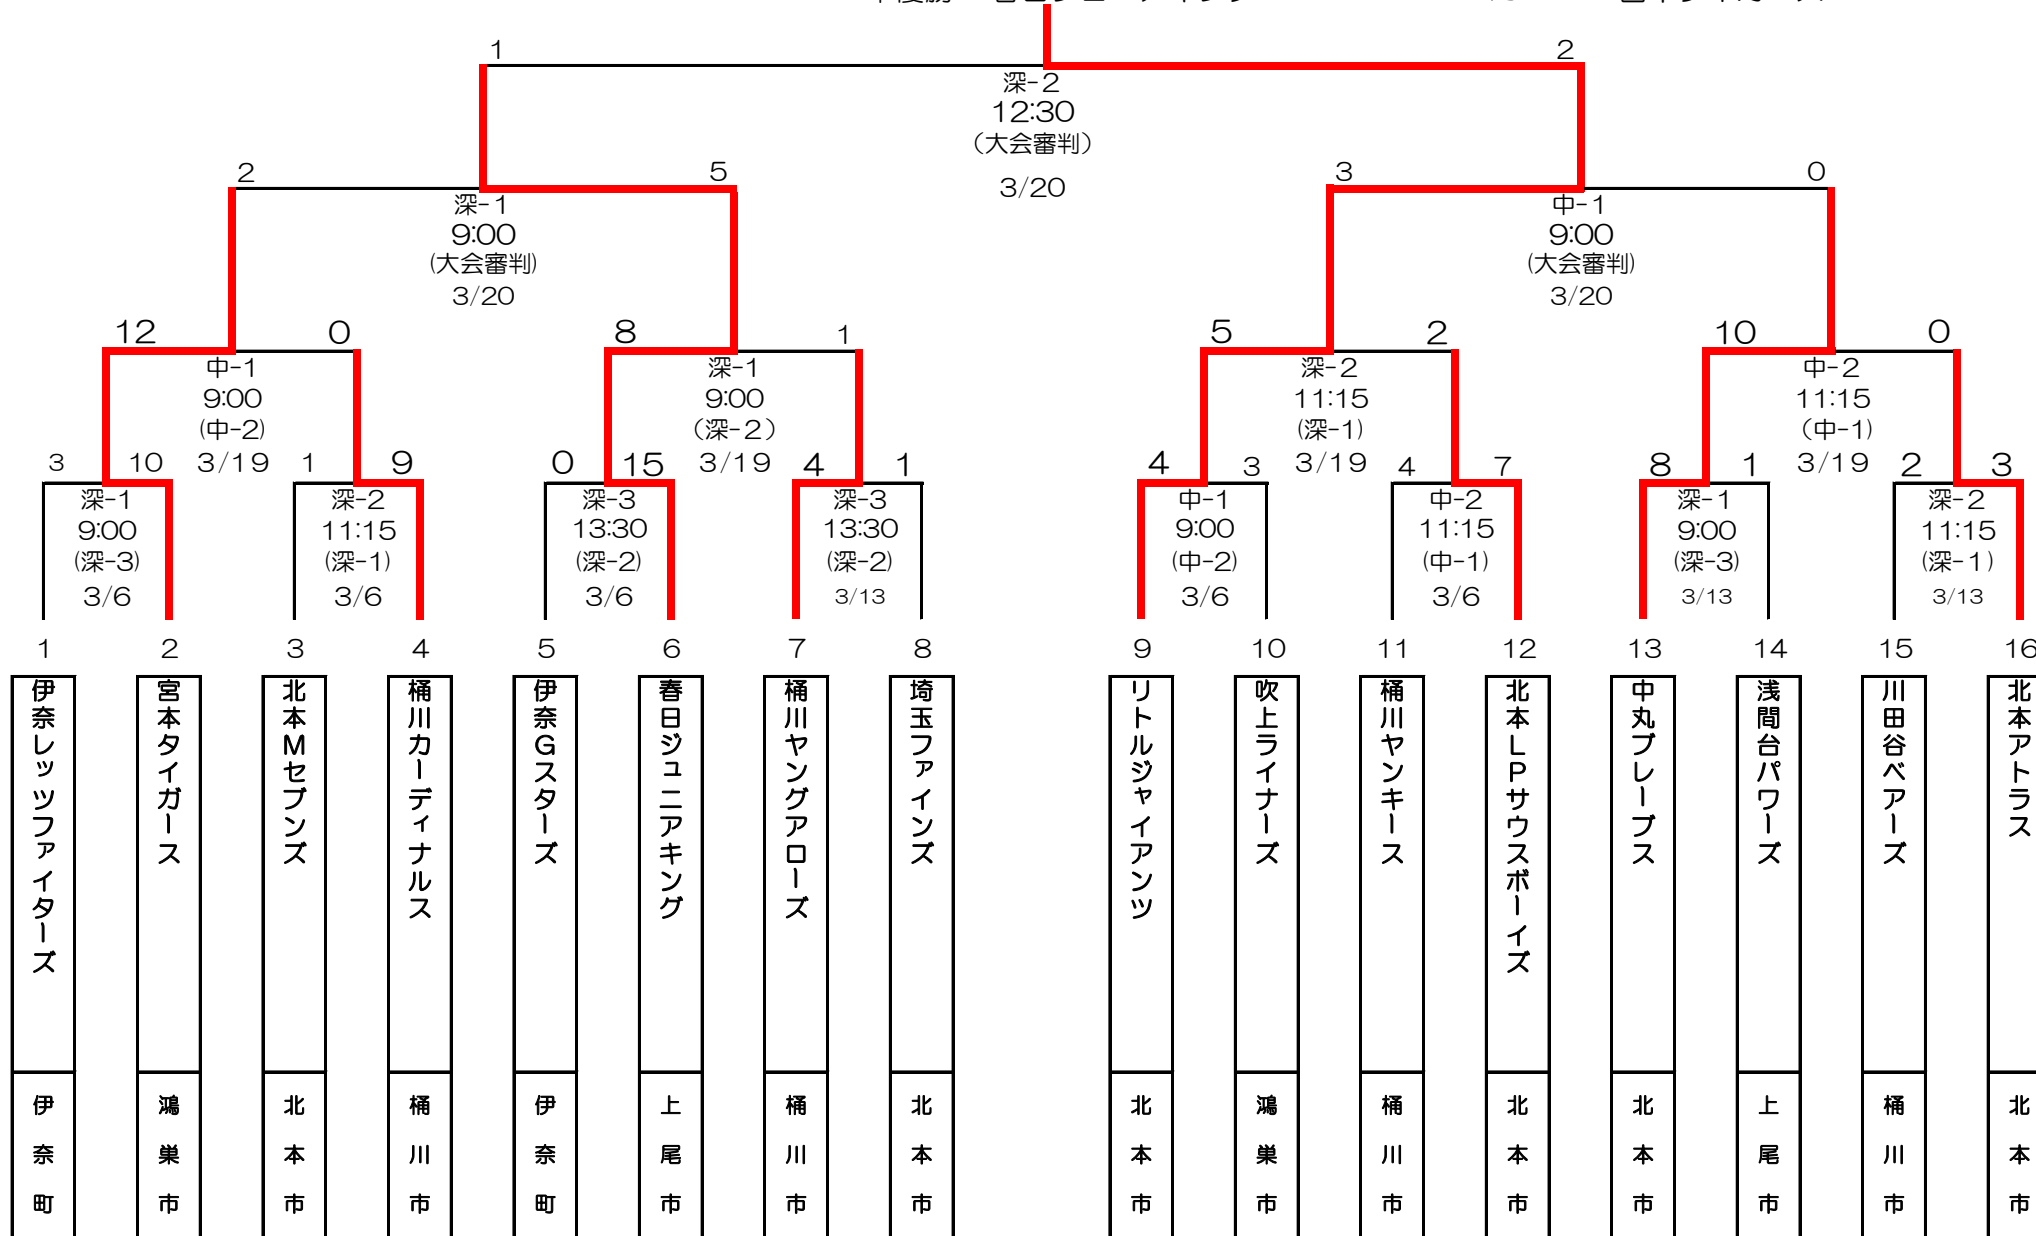 1 2
深-2
12:30
(大会審判)
3/20
2 5 3 0
深-1 中-1
9:00 9:00
(大会審判) (大会審判)
3/20 3/20
12 0 8 1 5 2 10 0
中-1 深-1 深-2 中-2
9:00 9:00 11:15 11:15
(中-2) (深-2) (深-1) (中-1)
3/19 3/19 3/19 3/19
3 10 1 9 0 15 4 1 4 3 4 7 8 1 2 3
深-1 深-2 深-3 深-3 中-1 中-2 深-1 深-2
9:00 11:15 13:30 13:30 9:00 11:15 9:00 11:15
(深-3) (深-1) (深-2) (深-2) (中-2) (中-1) (深-3) (深-1)
3/6 3/6 3/6 3/13 3/6 3/6 3/13 3/13
1 2 3 4 5 6 7 8 9 10 11 12 13 14 15 16
伊奈レッツファイターズ
宮本タイガース
北本Mセブンズ
桶川カーディナルス
伊奈Gスターズ
春日ジュニアキング
桶川ヤングアローズ
埼玉ファインズ
リトルジャイアンツ
吹上ライナーズ
桶川ヤンキース
北本LPサウスボーイズ
中丸ブレーブス
浅間台パワーズ
川田谷ベアーズ
北本アトラス
伊奈町
鴻巣市
北本市
桶川市
伊奈町
上尾市
桶川市
北本市
北本市
鴻巣市
桶川市
北本市
北本市
上尾市
桶川市
北本市